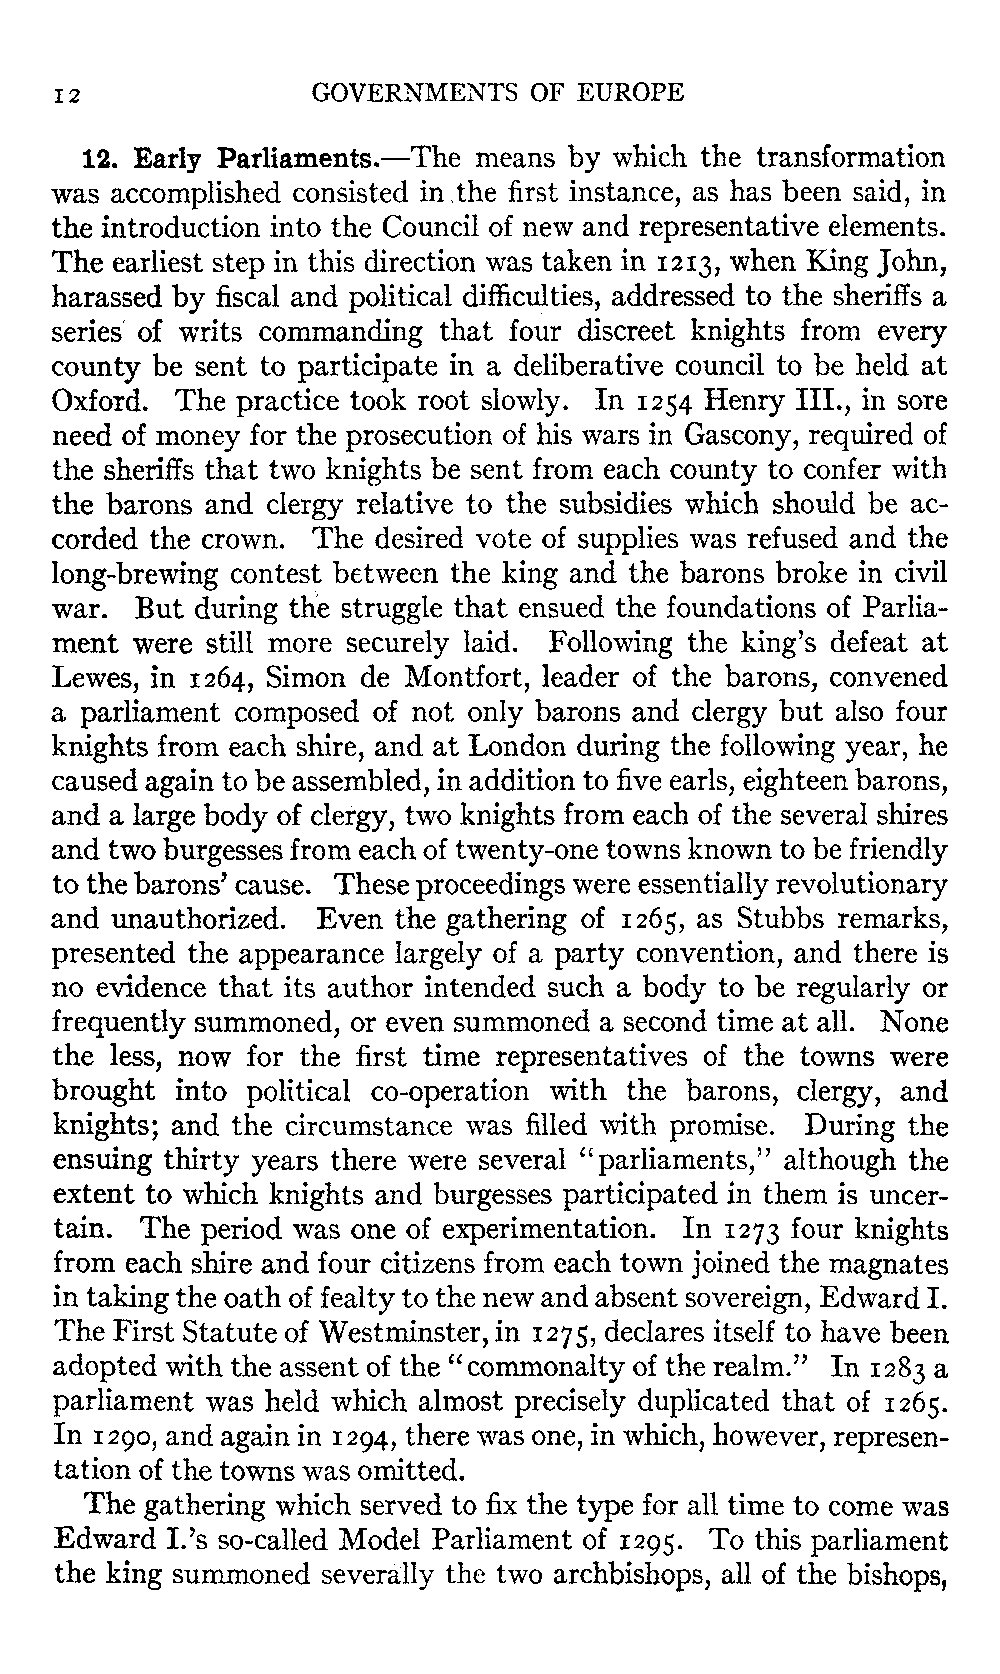 12 GOVERNMENTS OF EUROPE
12. Early Parliaments.—The means by which the transformation
was accomplished consisted in the first instance, as has been said, in
the introduction into the Council of new and representative elements.
The earliest step in this direction was taken in 1213, when King John,
harassed by fiscal and political difficulties, addressed to the sheriffs a
series of writs commanding that four discreet knights from every
county be sent to participate in a deliberative council to be held at
Oxford. The practice took root slowly. In 1254 Henry III., in sore
need of money for the prosecution of his wars in Gascony, required of
the sheriffs that two knights be sent from each county to confer with
the barons and clergy relative to the subsidies which should be ac-
corded the crown. The desired vote of supplies was refused and the
long-brewing contest between the king and the barons broke in civil
war. But during the struggle that ensued the foundations of Parlia-
ment were still more securely laid. Following the king's defeat at
Lewes, in 1264, Simon de Montfort, leader of the barons, convened
a parliament composed of not only barons and clergy but also four
knights from each shire, and at London during the following year, he
caused again to be assembled, in addition to five earls, eighteen barons,
and a large body of clergy, two knights from each of the several shires
and two burgesses from each of twenty-one towns known to be friendly
to the barons' cause. These proceedings were essentially revolutionary
and unauthorized. Even the gathering of 1265, as Stubbs remarks,
presented the appearance largely of a party convention, and there is
no evidence that its author intended such a body to be regularly or
frequently summoned, or even summoned a second time at all. None
the less, now for the first time representatives of the towns were
brought into political co-operation with the barons, clergy, and
knights; and the circumstance was filled with promise. During the
ensuing thirty years there were several "parliaments," although the
extent to which knights and burgesses participated in them is uncer-
tain. The period was one of experimentation. In 1273 four knights
from each shire and four citizens from each town joined the magnates
in taking the oath of fealty to the new and absent sovereign, Edward I.
The First Statute of Westminster, in 1275, declares itself to have been
adopted with the assent of the "commonalty of the realm." In 1283 a
parliament was held which almost precisely duplicated that of 1265.
In 1290, and again in 1294, there was one, in which, however, represen-
tation of the towns was omitted.
The gathering which served to fix the type for all time to come was
Edward I.'s so-called Model Parliament of 1295. To this parliament
the king summoned severally the two archbishops, all of the bishops,